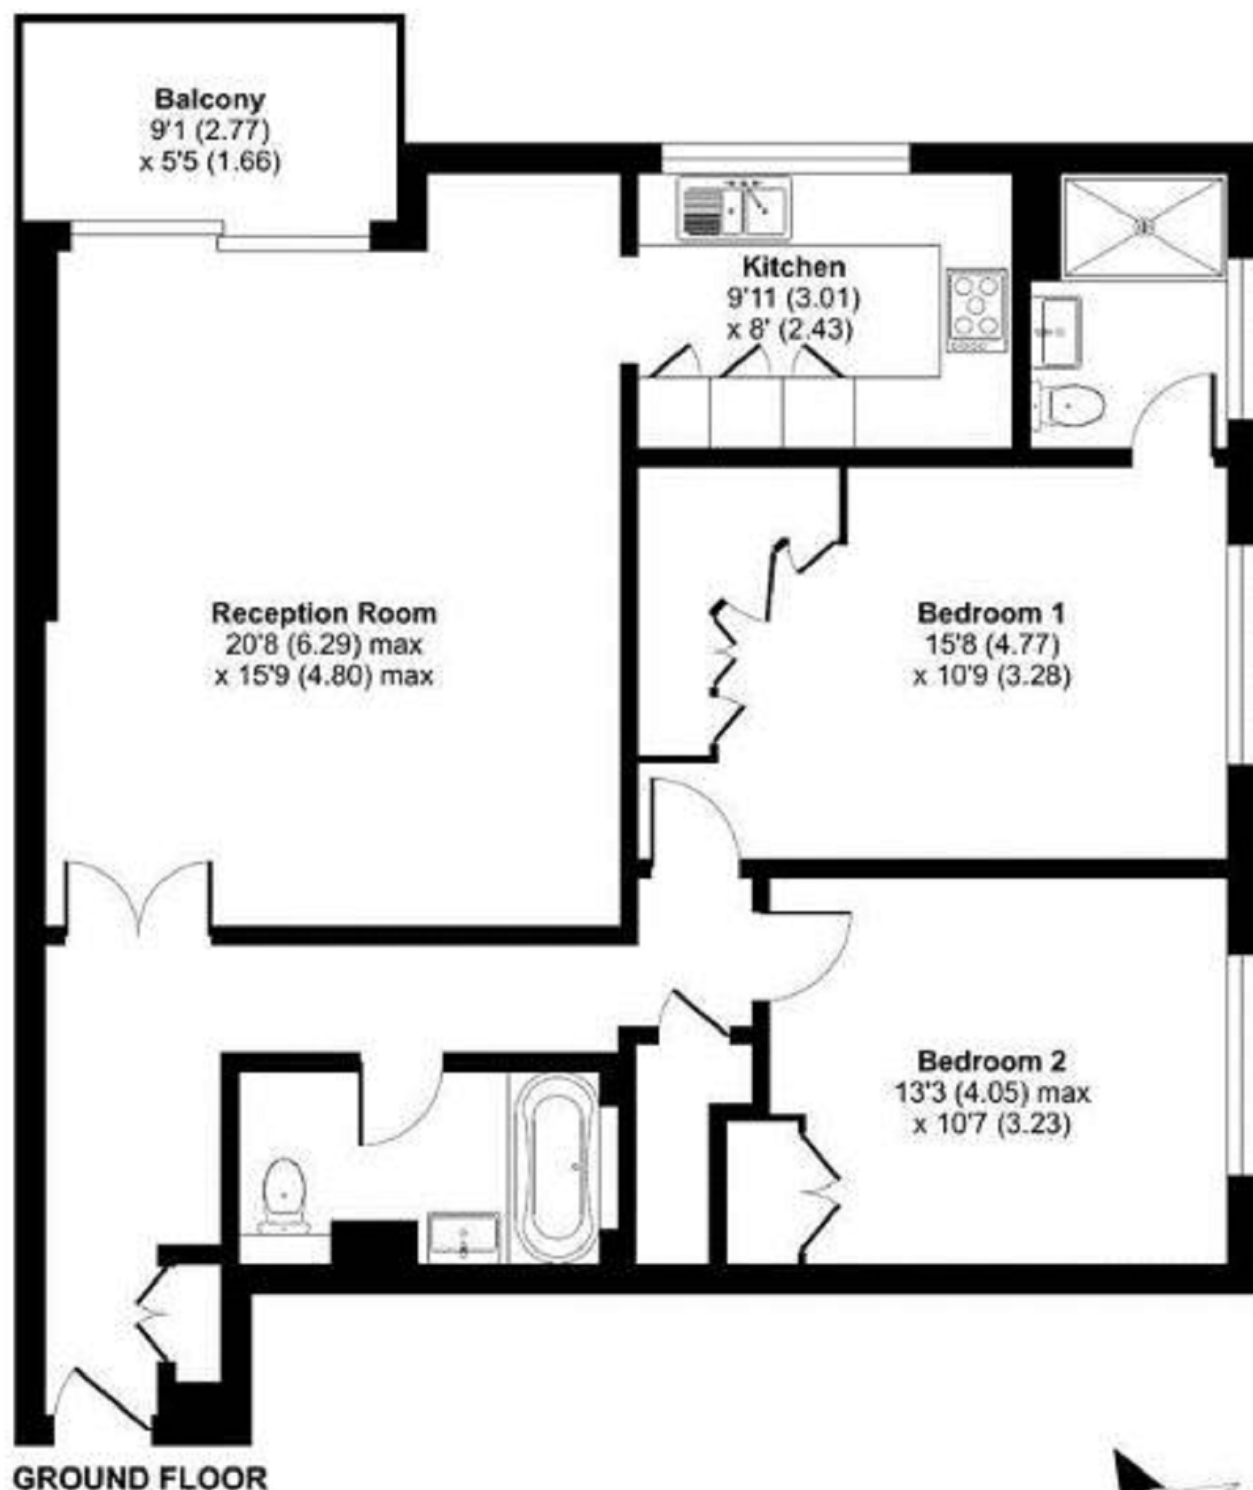 Balcony
9'1 (2.77)
x 5'5 (1.66)
Kitchen
9'11 (3.01)
x 8' (2.43)
Reception Room
20'8 (6.29) max
x 15'9 (4.80) max
Bedroom 1
15'8 (4.77)
x 10'9 (3.28)
Bedroom 2
13'3 (4.05) max
x 10'7 (3.23)
GROUND FLOOR